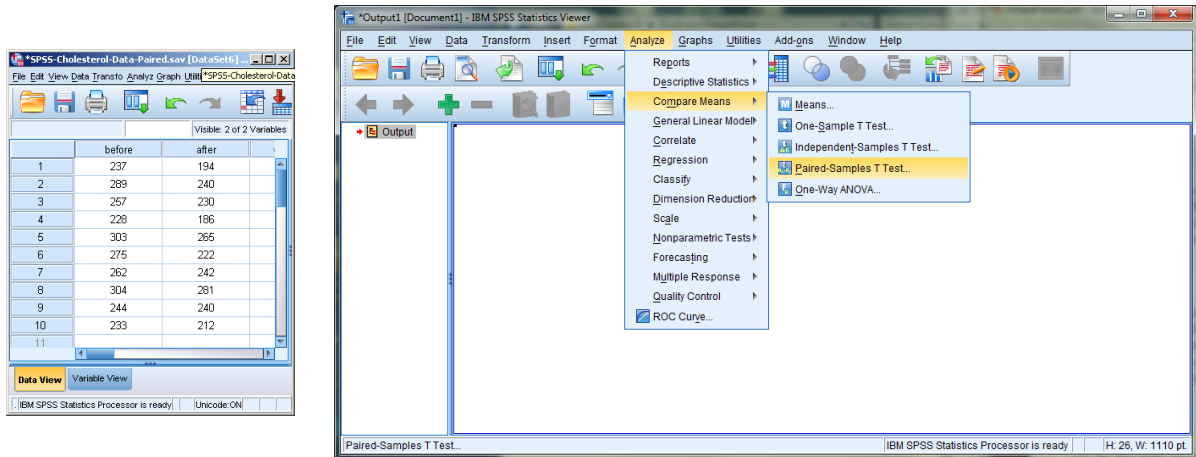 *SPSS-Cholesterol-Data-Paired.sav [DataSet6] ...
File Edit View Data Transfo Analyz Graph Utiliti *SPSS-Cholesterol-Data
Visible: 2 of 2 Variables
before after
1 237 194
2 289 240
3 257 230
4 228 186
5 303 265
6 275 222
7 262 242
8 304 281
9 244 240
10 233 212
11
Data View Variable View
IBM SPSS Statistics Processor is ready Unicode:ON
*Output1 [Document1] - IBM SPSS Statistics Viewer
File Edit View Data Transform Insert Format Analyze Graphs Utilities Add-ons Window Help
Output
Reports
Descriptive Statistics
Compare Means
General Linear Model
Correlate
Regression
Classify
Dimension Reduction
Scale
Nonparametric Tests
Forecasting
Multiple Response
Quality Control
ROC Curve...
Means...
One-Sample T Test...
Independent-Samples T Test...
Paired-Samples T Test...
One-Way ANOVA...
Paired-Samples T Test... IBM SPSS Statistics Processor is ready H: 26, W: 1110 pt.